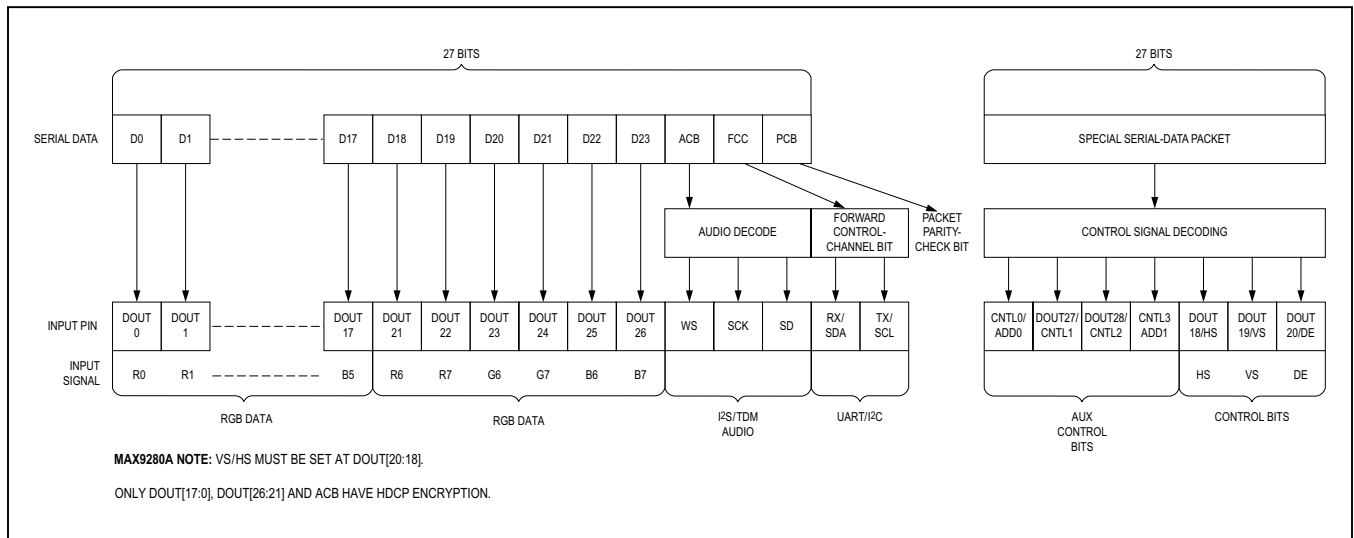 27 BITS
27 BITS
SERIAL DATA
D0
D1
D17
D18
D19
D20
D21
D22
D23
ACB
FCC
PCB
SPECIAL SERIAL-DATA PACKET
AUDIO DECODE
FORWARD
CONTROL-
CHANNEL BIT
PACKET
PARITY-
CHECK BIT
CONTROL SIGNAL DECODING
INPUT PIN
DOUT
0
DOUT
1
DOUT
17
DOUT
21
DOUT
22
DOUT
23
DOUT
24
DOUT
25
DOUT
26
WS
SCK
SD
RX/
SDA
TX/
SCL
CNTL0/
ADD0
DOUT27/
CNTL1
DOUT28/
CNTL2
CNTL3
ADD1
DOUT
18/HS
DOUT
19/VS
DOUT
20/DE
INPUT
SIGNAL
R0
R1
B5
R6
R7
G6
G7
B6
B7
HS
VS
DE
RGB DATA
RGB DATA
I²S/TDM
AUDIO
UART/I²C
AUX
CONTROL
BITS
CONTROL BITS
MAX9280A NOTE: VS/HS MUST BE SET AT DOUT[20:18].
ONLY DOUT[17:0], DOUT[26:21] AND ACB HAVE HDCP ENCRYPTION.